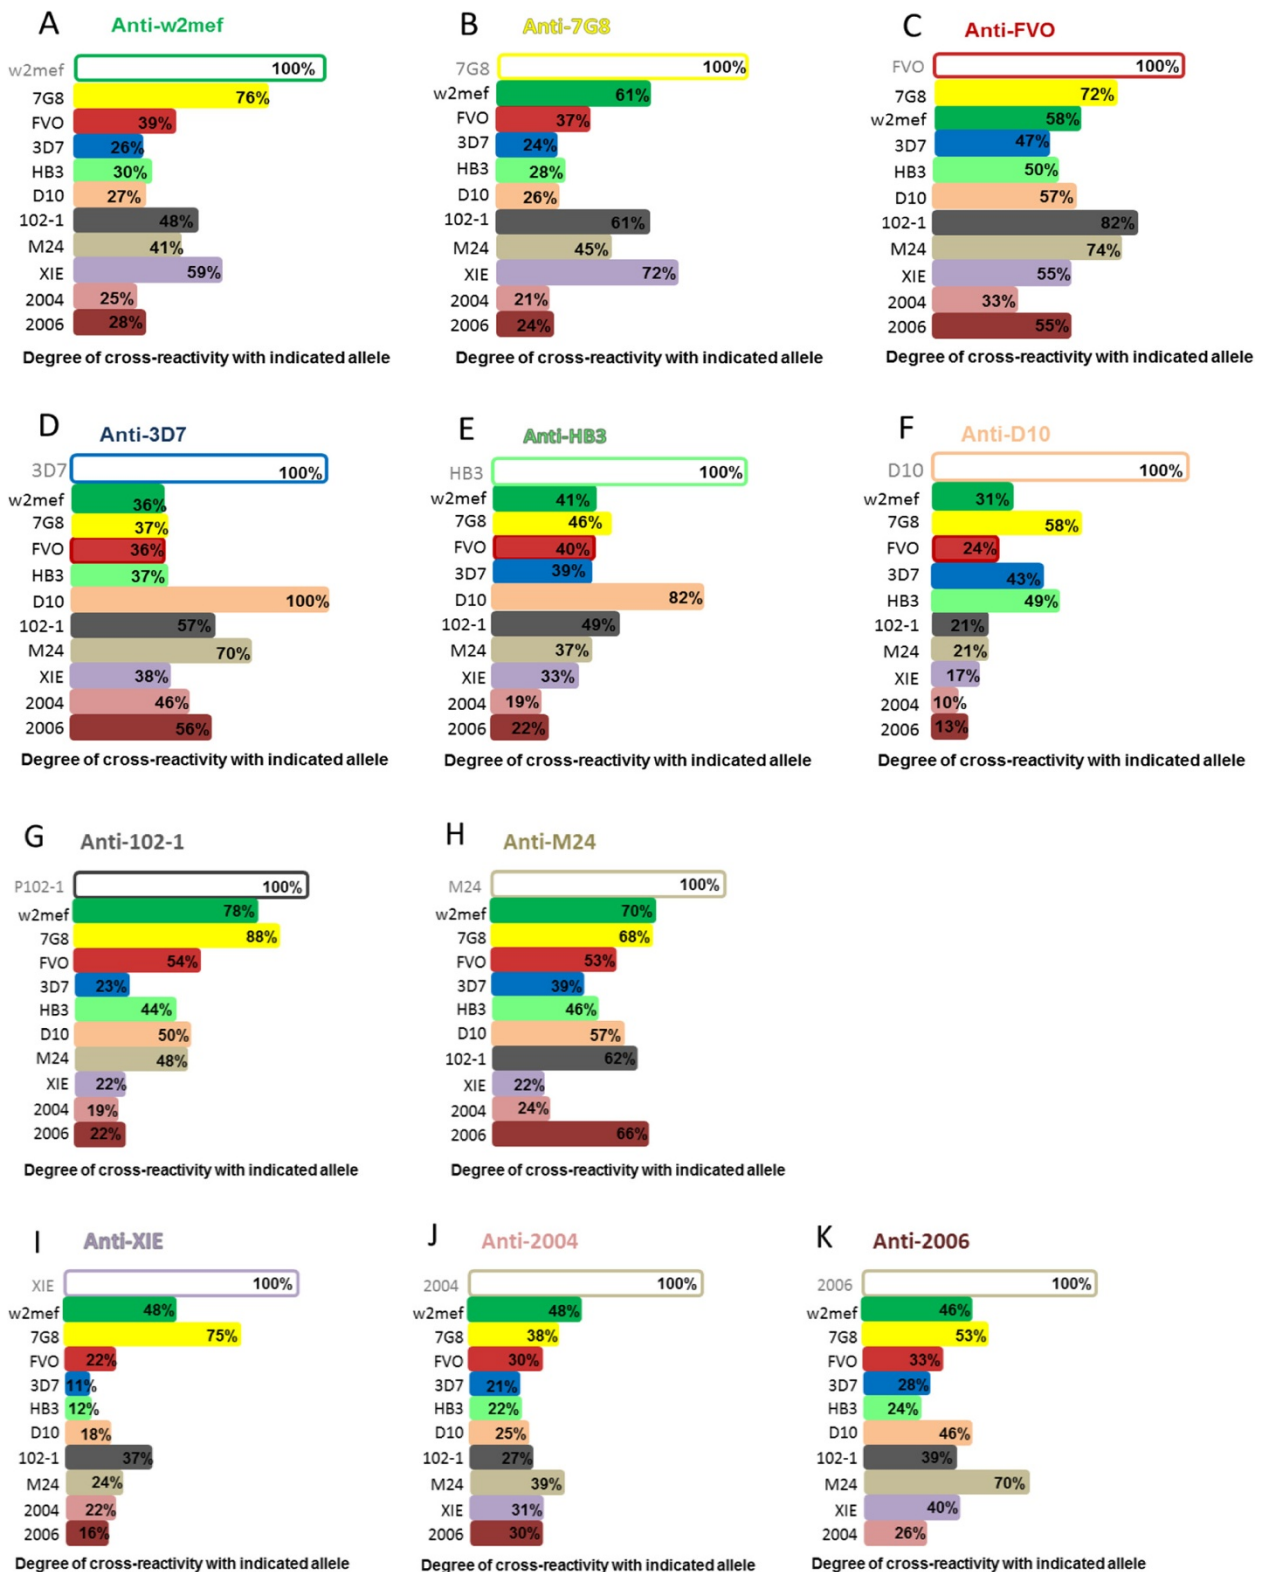 A Anti-w2mef
w2mef 100%
7G8 76%
FVO 39%
3D7 26%
HB3 30%
D10 27%
102-1 48%
M24 41%
XIE 59%
2004 25%
2006 28%
Degree of cross-reactivity with indicated allele
B Anti-7G8
7G8 100%
w2mef 61%
FVO 37%
3D7 24%
HB3 28%
D10 26%
102-1 61%
M24 45%
XIE 72%
2004 21%
2006 24%
Degree of cross-reactivity with indicated allele
C Anti-FVO
FVO 100%
7G8 72%
w2mef 58%
3D7 47%
HB3 50%
D10 57%
102-1 82%
M24 74%
XIE 55%
2004 33%
2006 55%
Degree of cross-reactivity with indicated allele
D Anti-3D7
3D7 100%
w2mef 36%
7G8 37%
FVO 36%
HB3 37%
D10 100%
102-1 57%
M24 70%
XIE 38%
2004 46%
2006 56%
Degree of cross-reactivity with indicated allele
E Anti-HB3
HB3 100%
w2mef 41%
7G8 46%
FVO 40%
3D7 39%
D10 82%
102-1 49%
M24 37%
XIE 33%
2004 19%
2006 22%
Degree of cross-reactivity with indicated allele
F Anti-D10
D10 100%
w2mef 31%
7G8 58%
FVO 24%
3D7 43%
HB3 49%
102-1 21%
M24 21%
XIE 17%
2004 10%
2006 13%
Degree of cross-reactivity with indicated allele
G Anti-102-1
P102-1 100%
w2mef 78%
7G8 88%
FVO 54%
3D7 23%
HB3 44%
D10 50%
M24 48%
XIE 22%
2004 19%
2006 22%
Degree of cross-reactivity with indicated allele
H Anti-M24
M24 100%
w2mef 70%
7G8 68%
FVO 53%
3D7 39%
HB3 46%
D10 57%
102-1 62%
XIE 22%
2004 24%
2006 66%
Degree of cross-reactivity with indicated allele
I Anti-XIE
XIE 100%
w2mef 48%
7G8 75%
FVO 22%
3D7 11%
HB3 12%
D10 18%
102-1 37%
M24 24%
2004 22%
2006 16%
Degree of cross-reactivity with indicated allele
J Anti-2004
2004 100%
w2mef 48%
7G8 38%
FVO 30%
3D7 21%
HB3 22%
D10 25%
102-1 27%
M24 39%
XIE 31%
2006 30%
Degree of cross-reactivity with indicated allele
K Anti-2006
2006 100%
w2mef 46%
7G8 53%
FVO 33%
3D7 28%
HB3 24%
D10 46%
102-1 39%
M24 70%
XIE 40%
2004 26%
Degree of cross-reactivity with indicated allele